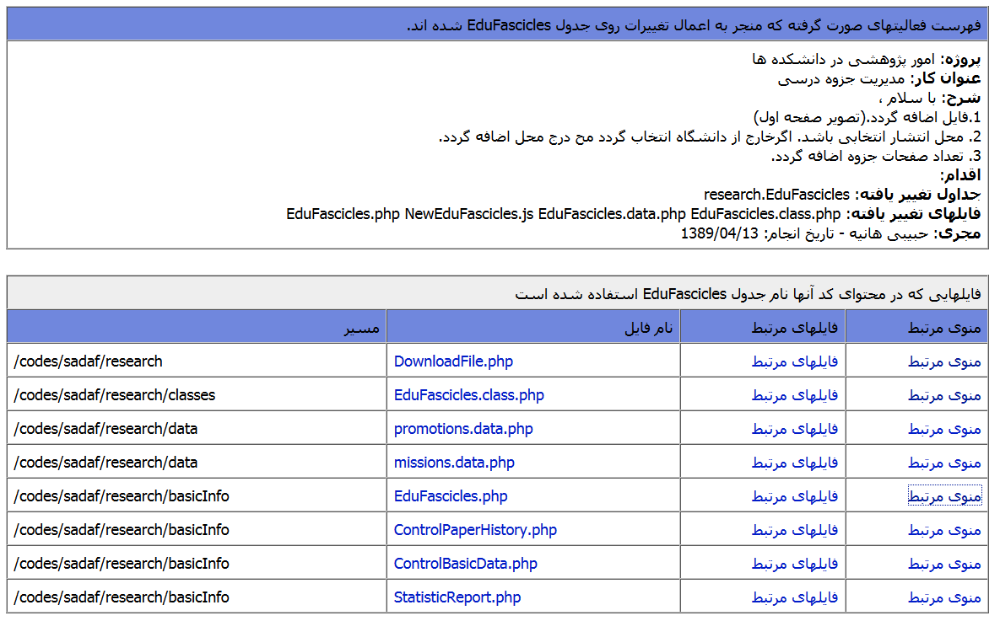 فهرست فعالیتهای صورت گرفته که منجر به اعمال تغییرات روی جدول EduFascicles شده اند.
پروژه: امور پژوهشی در دانشکده ها
عنوان کار: مدیریت جزوه درسی
شرح: با سلام ،
1.فایل اضافه گردد.(تصویر صفحه اول)
2. محل انتشار انتخابی باشد. اگرخارج از دانشگاه انتخاب گردد مح درج محل اضافه گردد.
3. تعداد صفحات جزوه اضافه گردد.
اقدام:
جداول تغییر یافته: research.EduFascicles
فایلهای تغییر یافته: EduFascicles.php NewEduFascicles.js EduFascicles.data.php EduFascicles.class.php
مجری: حبیبی هانیه - تاریخ انجام: 1389/04/13
فایلهایی که در محتوای کد آنها نام جدول EduFascicles استفاده شده است
منوی مرتبط فایلهای مرتبط نام فایل مسیر
منوی مرتبط فایلهای مرتبط DownloadFile.php /codes/sadaf/research
منوی مرتبط فایلهای مرتبط EduFascicles.class.php /codes/sadaf/research/classes
منوی مرتبط فایلهای مرتبط promotions.data.php /codes/sadaf/research/data
منوی مرتبط فایلهای مرتبط missions.data.php /codes/sadaf/research/data
منوی مرتبط فایلهای مرتبط EduFascicles.php /codes/sadaf/research/basicInfo
منوی مرتبط فایلهای مرتبط ControlPaperHistory.php /codes/sadaf/research/basicInfo
منوی مرتبط فایلهای مرتبط ControlBasicData.php /codes/sadaf/research/basicInfo
منوی مرتبط فایلهای مرتبط StatisticReport.php /codes/sadaf/research/basicInfo